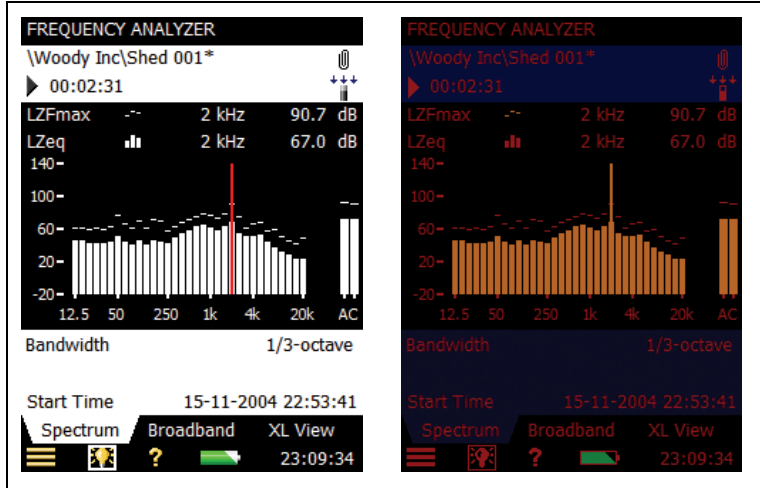 FREQUENCY ANALYZER
\Woody Inc\Shed 001*
00:02:31
LZFmax 2 kHz 90.7 dB
LZeq 2 kHz 67.0 dB
140
100
60
20
-20
12.5 50 250 1k 4k 20k AC
Bandwidth 1/3-octave
Start Time 15-11-2004 22:53:41
Spectrum Broadband XL View
? 23:09:34
FREQUENCY ANALYZER
\Woody Inc\Shed 001*
00:02:31
LZFmax 2 kHz 90.7 dB
LZeq 2 kHz 67.0 dB
140
100
60
20
-20
12.5 50 250 1k 4k 20k AC
Bandwidth 1/3-octave
Start Time 15-11-2004 22:53:41
Spectrum Broadband XL View
? 23:09:34